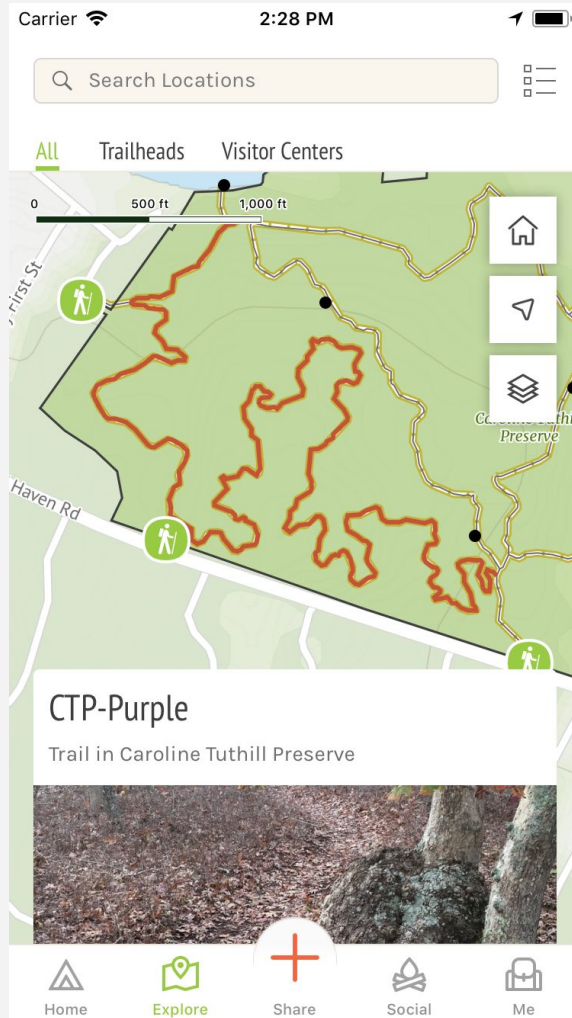 Carrier 2:28 PM
Search Locations
All Trailheads Visitor Centers
0 500 ft 1,000 ft
First St
Preserve
Haven Rd
CTP-Purple
Trail in Caroline Tuthill Preserve
Home Explore Share Social Me